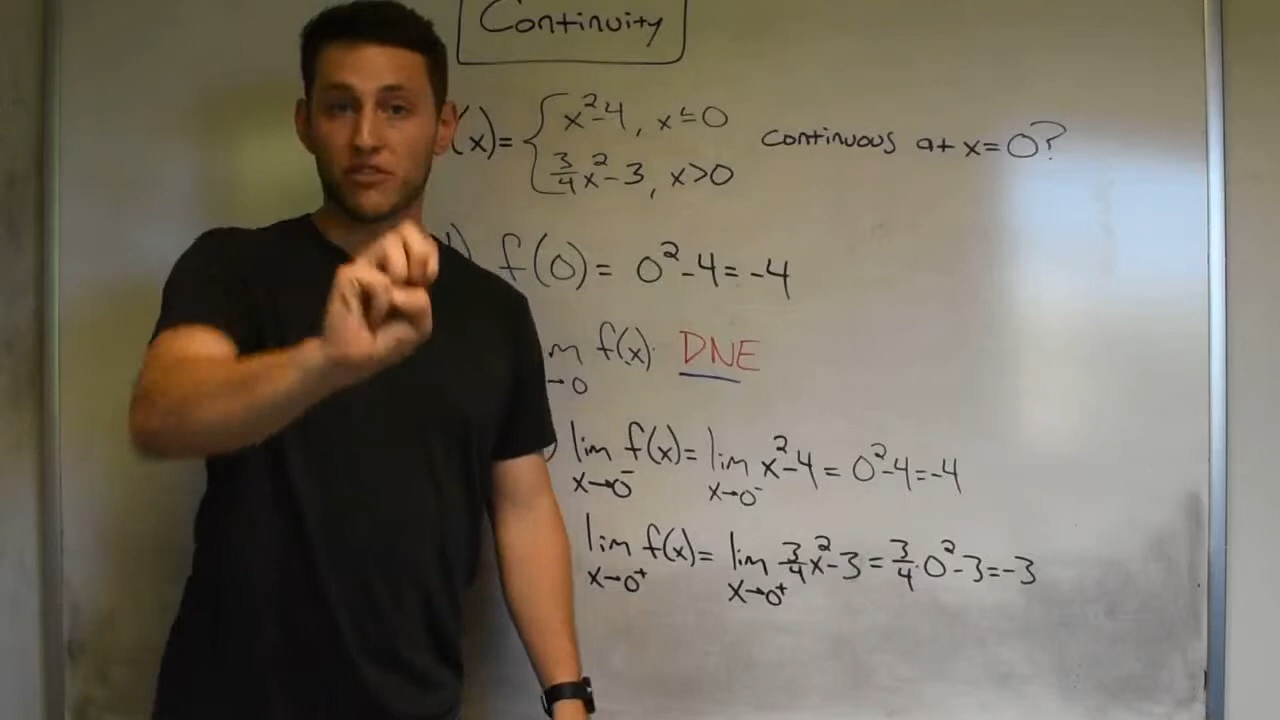 Continuity
(x)= { x²-4, x≤0
3/4x²-3, x>0
continuous at x=0?
1) f(0)= 0²-4=-4
m f(x): DNE
→0
lim f(x)= lim x²-4 = 0²-4=-4
x→0⁻ x→0⁻
lim f(x)= lim 3/4x²-3 = 3/4·0²-3=-3
x→0⁺ x→0⁺